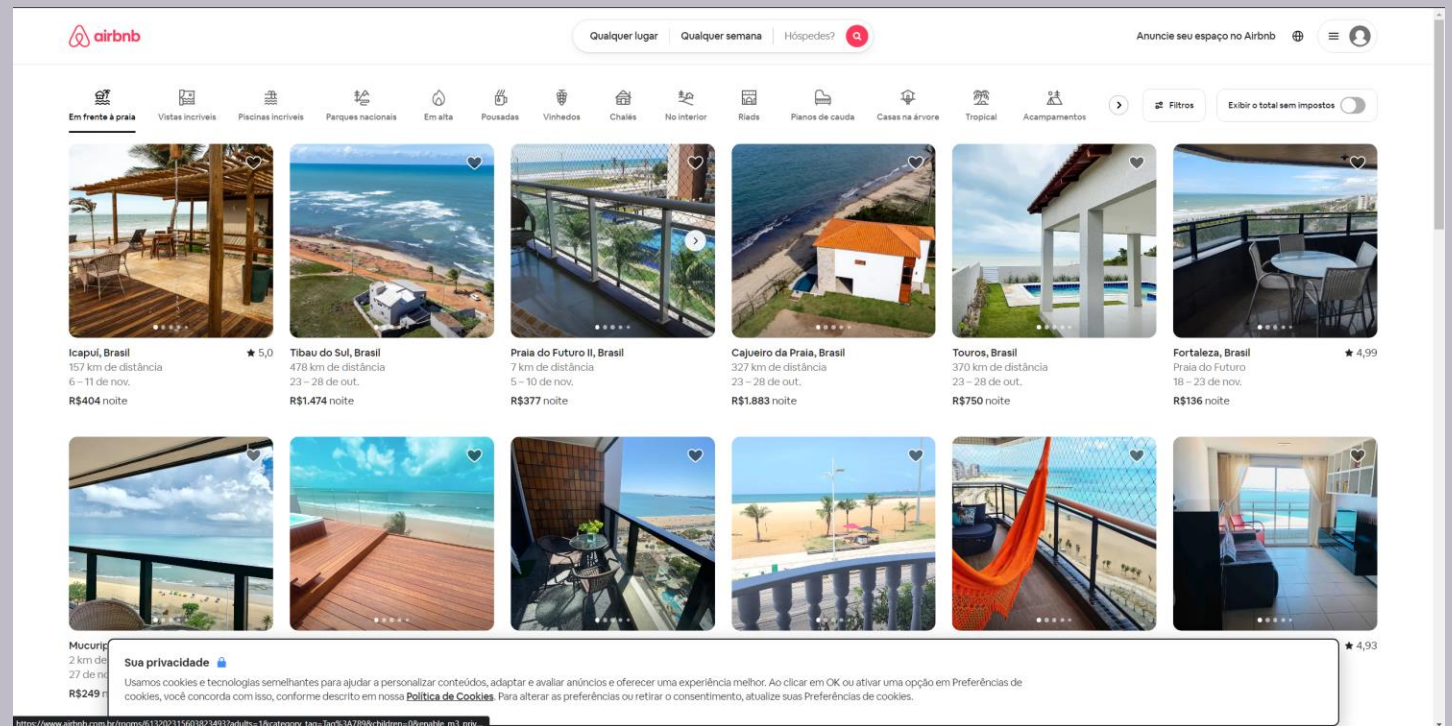 airbnb
Qualquer lugar Qualquer semana Hóspedes?
Anuncie seu espaço no Airbnb
Em frente à praia Vistas incríveis Piscinas incríveis Parques nacionais Em alta Pousadas Vinhedos Chalés No interior Riads Pianos de cauda Casas na árvore Tropical Acampamentos
Filtros
Exibir o total sem impostos
Icapuí, Brasil ★ 5,0
157 km de distância
6 – 11 de nov.
R$404 noite
Tibau do Sul, Brasil
478 km de distância
23 – 28 de out.
R$1.474 noite
Praia do Futuro II, Brasil
7 km de distância
5 – 10 de nov.
R$377 noite
Cajueiro da Praia, Brasil
327 km de distância
23 – 28 de out.
R$1.883 noite
Touros, Brasil
370 km de distância
23 – 28 de out.
R$750 noite
Fortaleza, Brasil ★ 4,99
Praia do Futuro
18 – 23 de nov.
R$136 noite
Mucurip
2 km de
27 de no
R$249 n
★ 4,93
Sua privacidade
Usamos cookies e tecnologias semelhantes para ajudar a personalizar conteúdos, adaptar e avaliar anúncios e oferecer uma experiência melhor. Ao clicar em OK ou ativar uma opção em Preferências de
cookies, você concorda com isso, conforme descrito em nossa Política de Cookies. Para alterar as preferências ou retirar o consentimento, atualize suas Preferências de cookies.